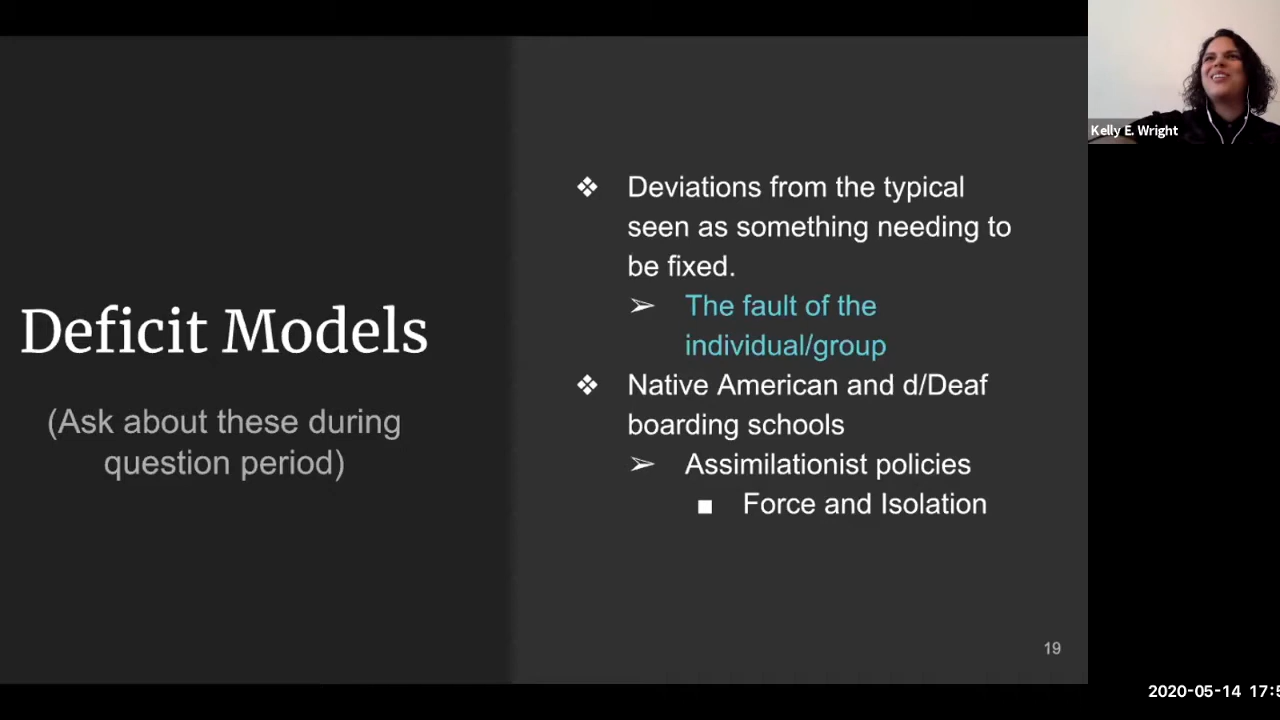 Deficit Models
(Ask about these during
question period)
❖ Deviations from the typical
seen as something needing to
be fixed.
➢ The fault of the
individual/group
❖ Native American and d/Deaf
boarding schools
➢ Assimilationist policies
■ Force and Isolation
19
Kelly E. Wright
2020-05-14 17:5